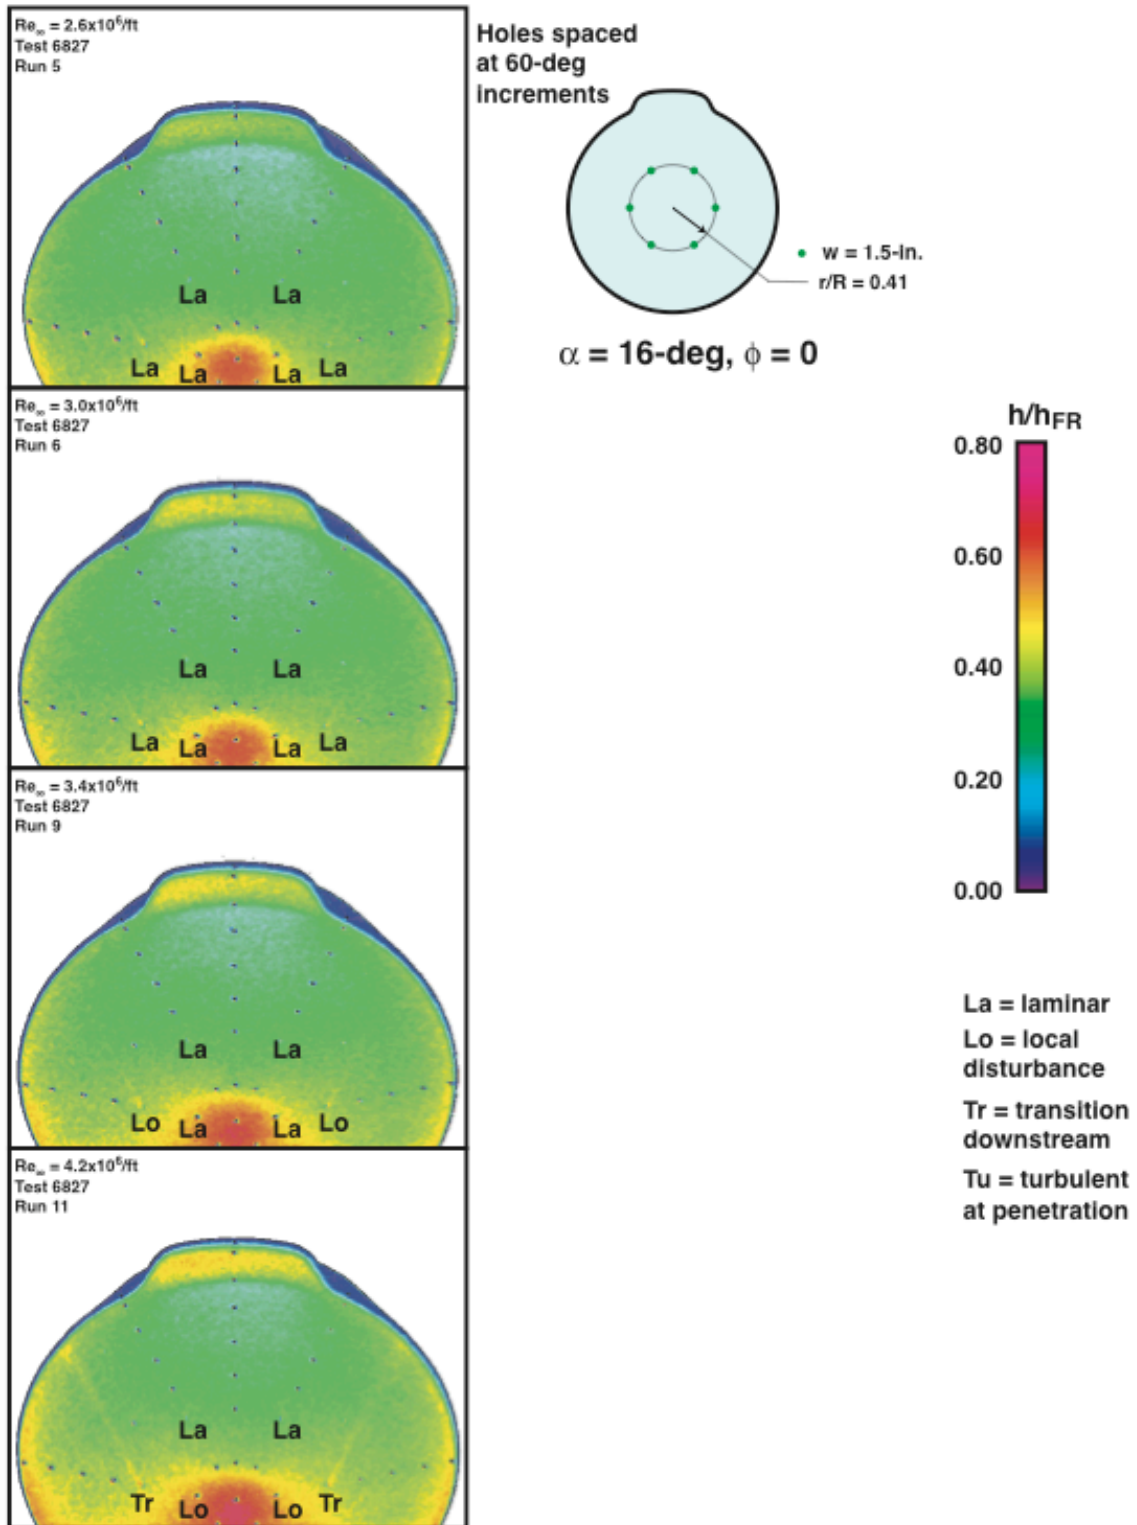 Re∞ = 2.6x10⁶/ft
Test 6827
Run 5
La La
La La La La
Holes spaced
at 60-deg
increments
w = 1.5-in.
r/R = 0.41
α = 16-deg, ϕ = 0
Re∞ = 3.0x10⁶/ft
Test 6827
Run 6
La La
La La La La
Re∞ = 3.4x10⁶/ft
Test 6827
Run 9
La La
Lo La La Lo
Re∞ = 4.2x10⁶/ft
Test 6827
Run 11
La La
Tr Lo Lo Tr
h/hFR
0.80
0.60
0.40
0.20
0.00
La = laminar
Lo = local
disturbance
Tr = transition
downstream
Tu = turbulent
at penetration